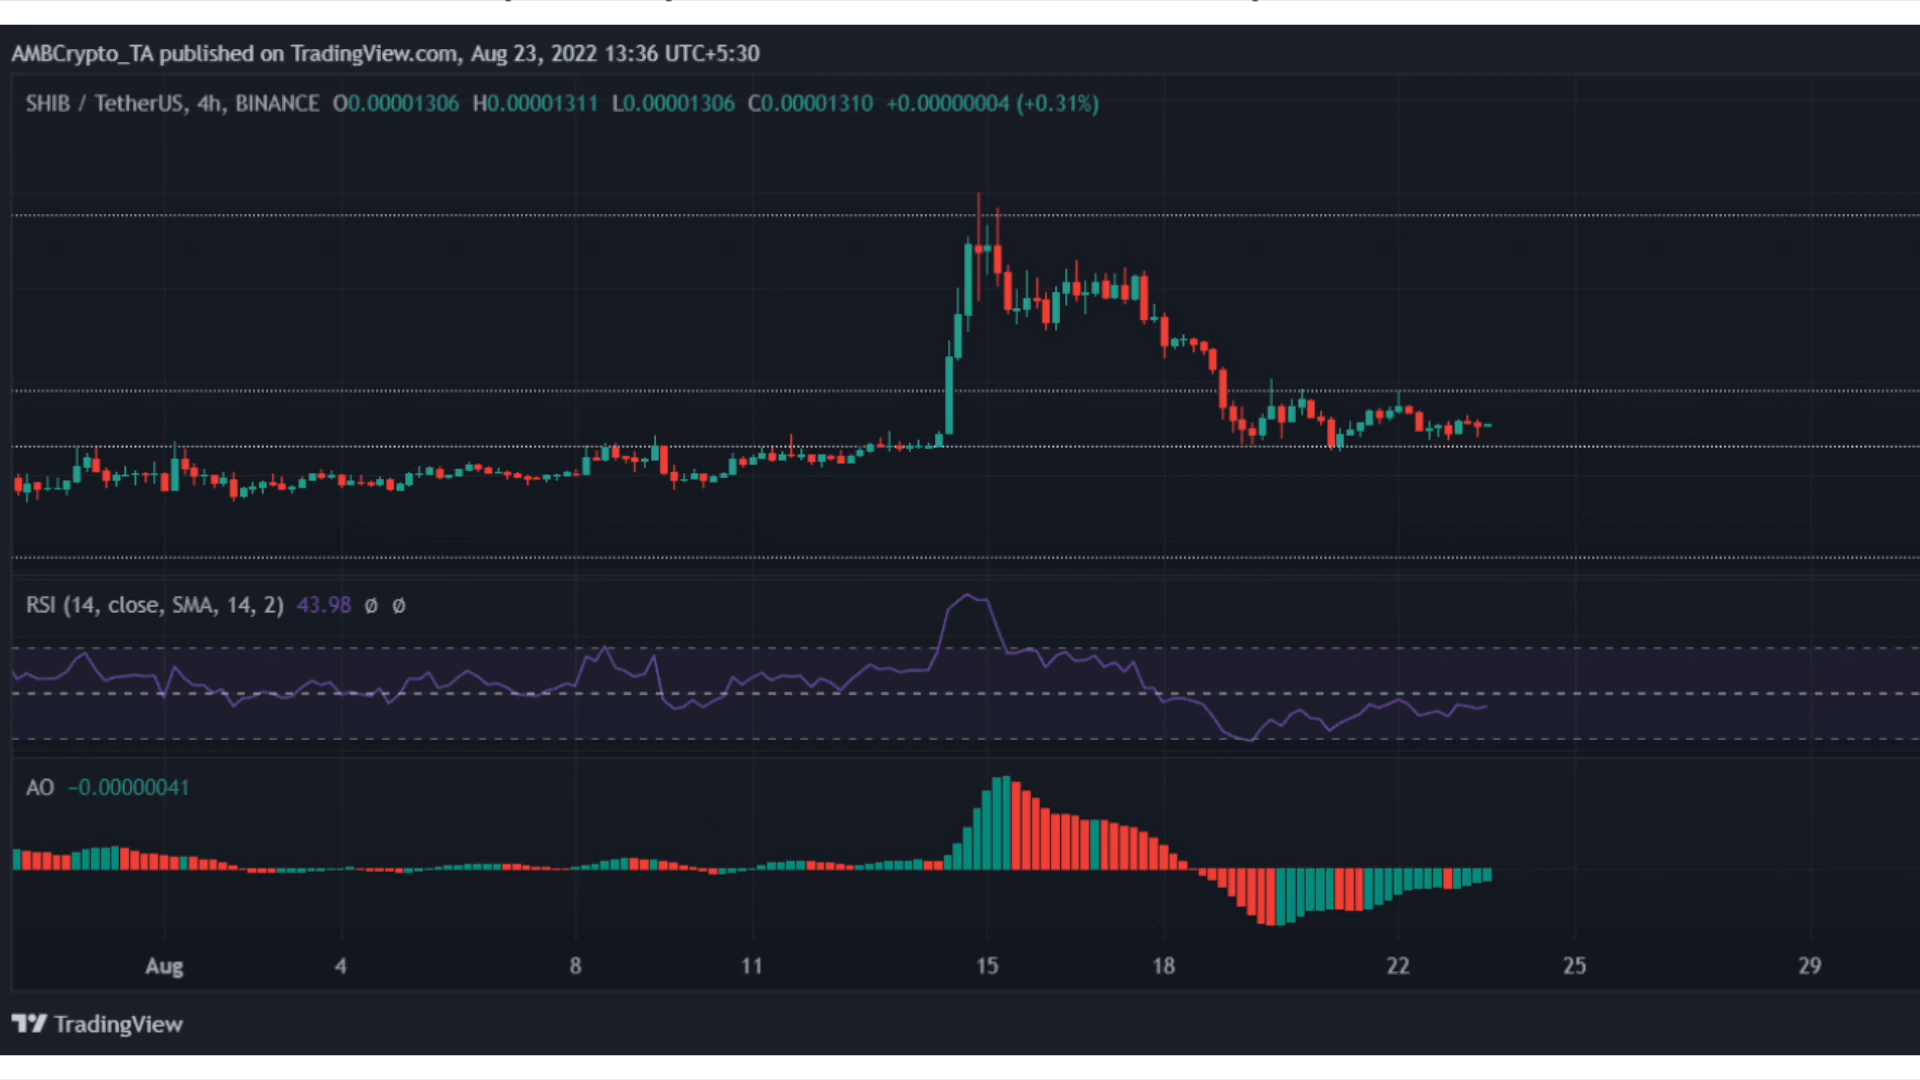 AMBCrypto_TA published on TradingView.com, Aug 23, 2022 13:36 UTC+5:30
SHIB / TetherUS, 4h, BINANCE O0.00001306 H0.00001311 L0.00001306 C0.00001310 +0.00000004 (+0.31%)
RSI (14, close, SMA, 14, 2) 43.98 Ø Ø
AO −0.00000041
Aug 4 8 11 15 18 22 25 29
TradingView